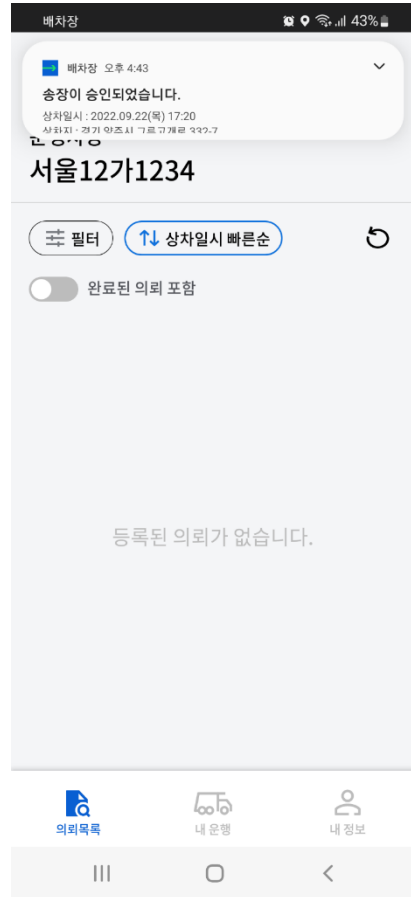 배차장
43%
배차장 오후 4:43
송장이 승인되었습니다.
상차일시 : 2022.09.22(목) 17:20
서울12가1234
필터
상차일시 빠른순
완료된 의뢰 포함
등록된 의뢰가 없습니다.
의뢰목록
내 운행
내 정보